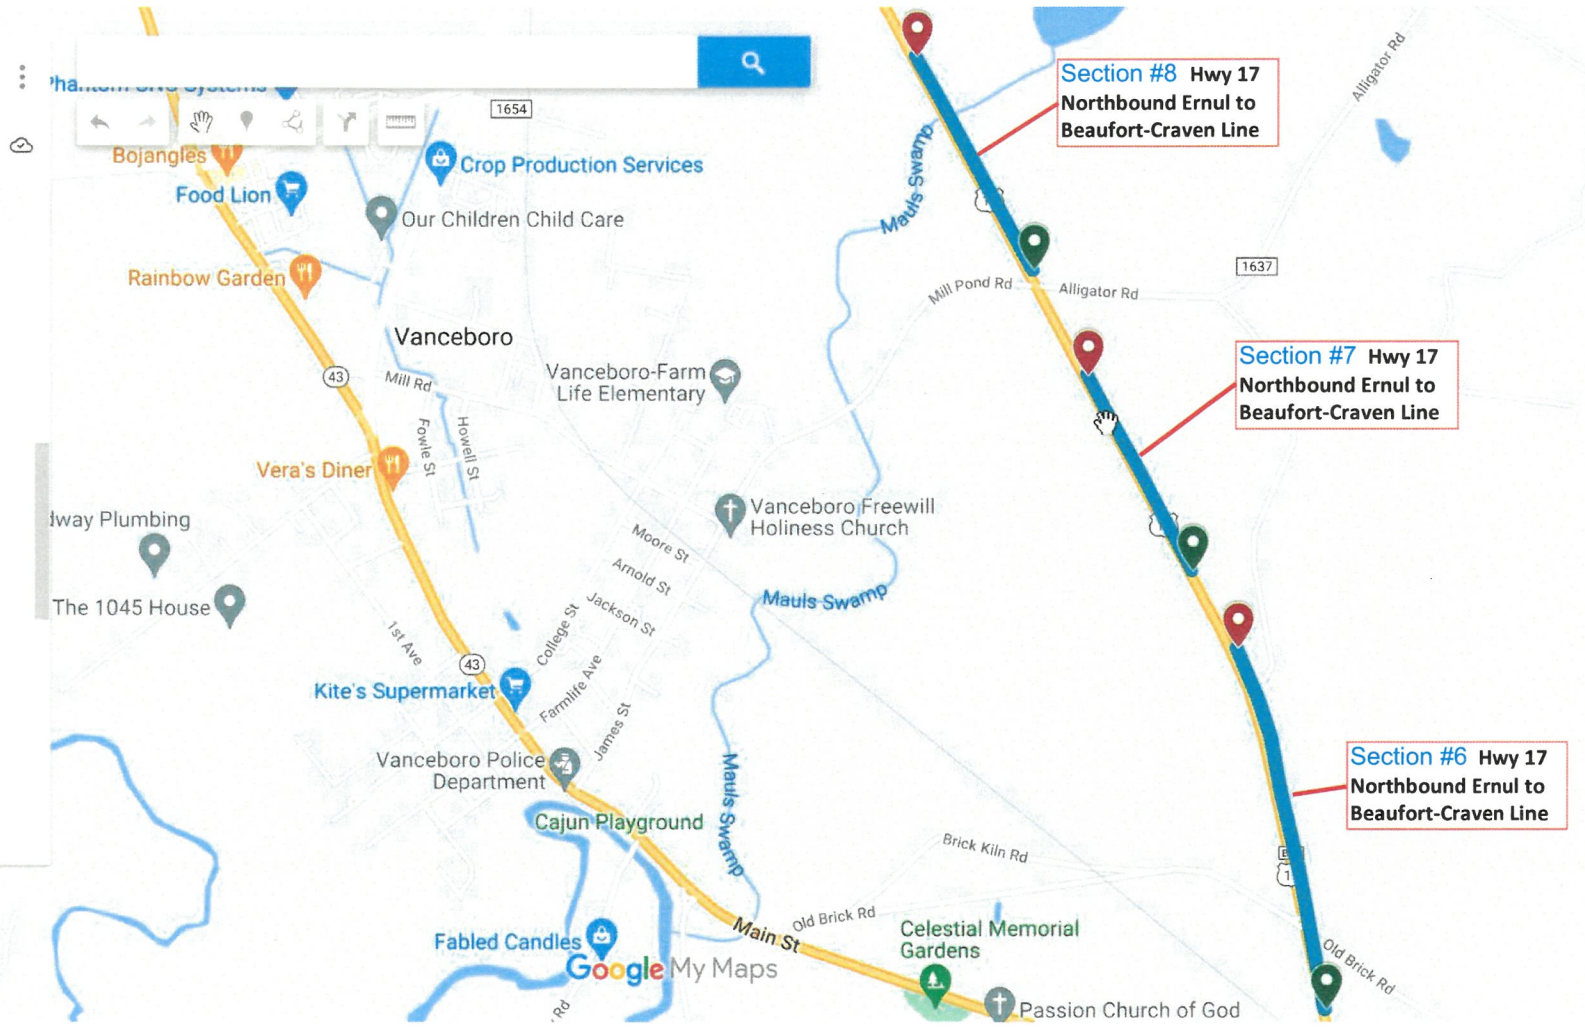 Phantom CNC Systems
1654
Section #8 Hwy 17
Northbound Ernul to
Beaufort-Craven Line
Alligator Rd
Bojangles
Crop Production Services
Food Lion
Our Children Child Care
Mauls Swamp
Rainbow Garden
Mill Pond Rd
Alligator Rd
1637
Vanceboro
43
Mill Rd
Vanceboro-Farm
Life Elementary
Section #7 Hwy 17
Northbound Ernul to
Beaufort-Craven Line
Fowle St
Howell St
Vera's Diner
dway Plumbing
Vanceboro Freewill
Holiness Church
Moore St
Arnold St
Jackson St
Mauls Swamp
The 1045 House
1st Ave
College St
43
Kite's Supermarket
Farmlife Ave
James St
Vanceboro Police
Department
Mauls Swamp
Section #6 Hwy 17
Northbound Ernul to
Beaufort-Craven Line
Cajun Playground
Brick Kiln Rd
1
Old Brick Rd
Main St
Celestial Memorial
Gardens
Fabled Candles
Google My Maps
Old Brick Rd
Rd
Passion Church of God